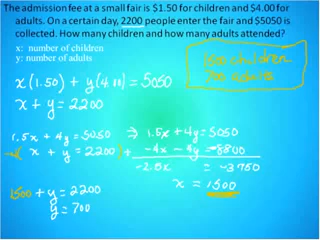 The admission fee at a small fair is $1.50 for children and $4.00 for
adults. On a certain day, 2200 people enter the fair and $5050 is
collected. How many children and how many adults attended?
x: number of children
y: number of adults
1500 children
700 adults
x(1.50) + y(4.00) = 5050
x + y = 2200
1.5x + 4y = 5050 ⇒ 1.5x + 4y = 5050
(x + y = 2200) + -4x - 4y = -8800
-2.5x = -3750
x = 1500
1500 + y = 2200
y = 700